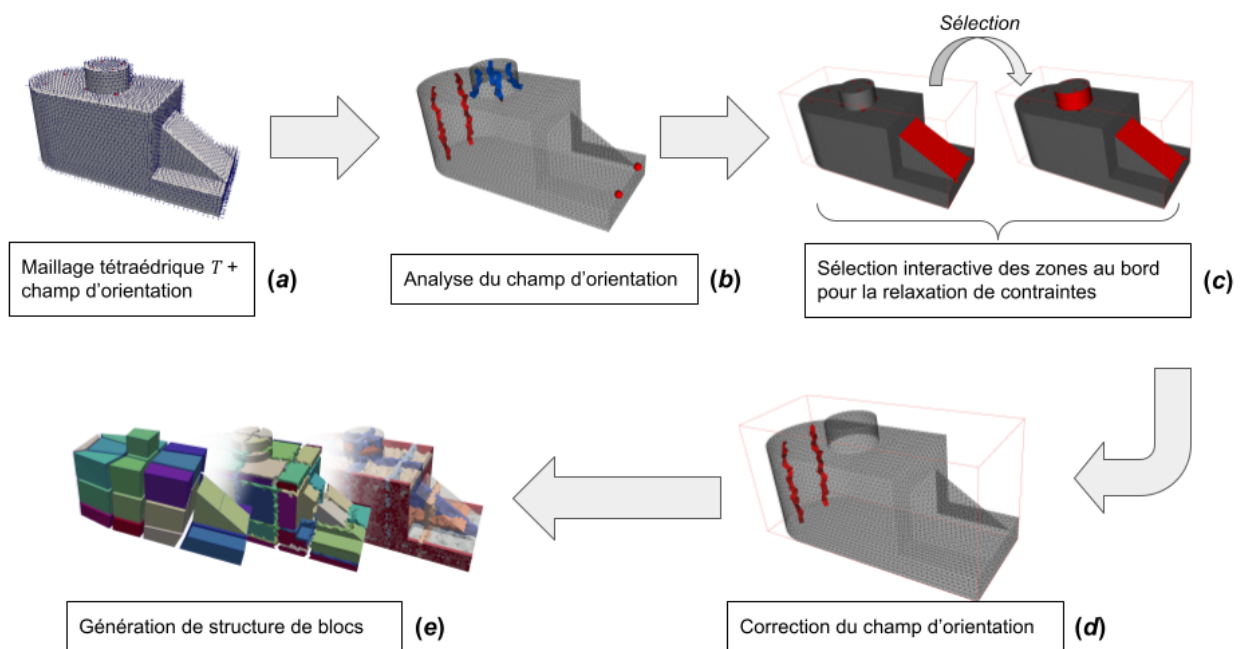 Sélection
Maillage tétraédrique T +
champ d'orientation
(a)
Analyse du champ d'orientation
(b)
Sélection interactive des zones au bord
pour la relaxation de contraintes
(c)
Génération de structure de blocs
(e)
Correction du champ d'orientation
(d)